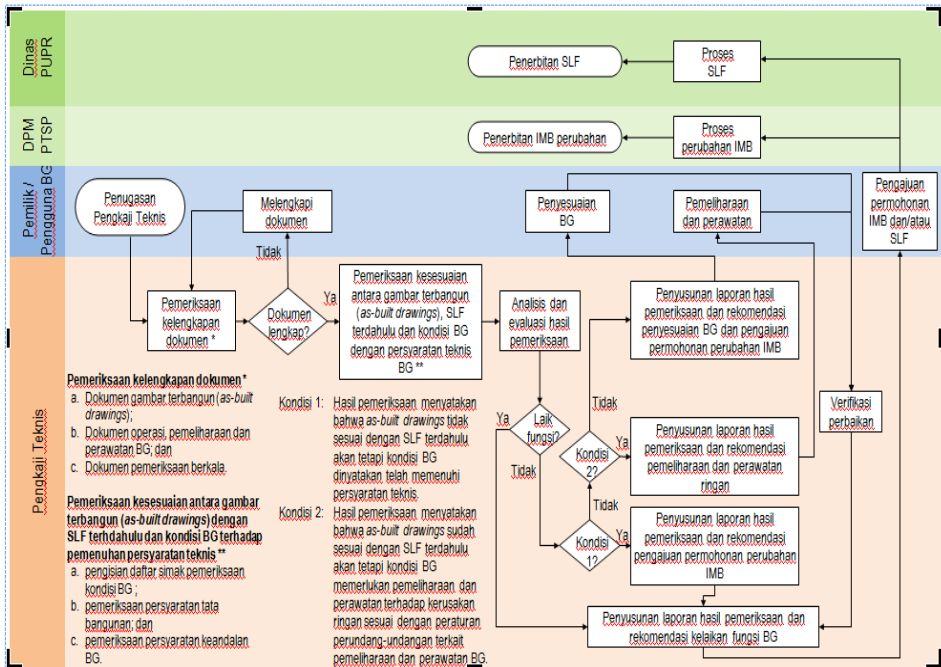 Dinas
PUPR
Penerbitan SLF
Proses
SLF
DPM
PTSP
Penerbitan IMB perubahan
Proses
perubahan IMB
Pemilik /
Pengguna BG
Penugasan
Pengkaji Teknis
Melengkapi
dokumen
Penyesuaian
BG
Pemeliharaan
dan perawatan
Pengajuan
permohonan
IMB dan/atau
SLF
Pengkaji Teknis
Pemeriksaan
kelengkapan
dokumen *
Tidak
Dokumen
lengkap?
Ya
Pemeriksaan kesesuaian
antara gambar terbangun
(as-built drawings), SLF
terdahulu dan kondisi BG
dengan persyaratan teknis
BG **
Analisis dan
evaluasi hasil
pemeriksaan
Penyusunan laporan hasil
pemeriksaan dan rekomendasi
penyesuaian BG dan pengajuan
permohonan perubahan IMB
Verifikasi
perbaikan
Ya
Laik
fungsi?
Tidak
Tidak
Kondisi
2?
Ya
Penyusunan laporan hasil
pemeriksaan dan rekomendasi
pemeliharaan dan perawatan
ringan
Tidak
Kondisi
1?
Ya
Penyusunan laporan hasil
pemeriksaan dan rekomendasi
pengajuan permohonan perubahan
IMB
Penyusunan laporan hasil pemeriksaan dan
rekomendasi kelaikan fungsi BG
Pemeriksaan kelengkapan dokumen *
a. Dokumen gambar terbangun (as-built
drawings);
b. Dokumen operasi, pemeliharaan dan
perawatan BG; dan
c. Dokumen pemeriksaan berkala.
Pemeriksaan kesesuaian antara gambar
terbangun (as-built drawings) dengan
SLF terhdahulu dan kondisi BG terhadap
pemenuhan persyaratan teknis **
a. pengisian daftar simak pemeriksaan
kondisi BG ;
b. pemeriksaan persyaratan tata
bangunan; dan
c. pemeriksaan persyaratan keandalan
BG.
Kondisi 1: Hasil pemeriksaan menyatakan
bahwa as-built drawings tidak
sesuai dengan SLF terdahulu
akan tetapi kondisi BG
dinyatakan telah memenuhi
persyaratan teknis.
Kondisi 2: Hasil pemeriksaan menyatakan
bahwa as-built drawings sudah
sesuai dengan SLF terdahulu
akan tetapi kondisi BG
memerlukan pemeliharaan dan
perawatan terhadap kerusakan
ringan sesuai dengan peraturan
perundang-undangan terkait
pemeliharaan dan perawatan BG.